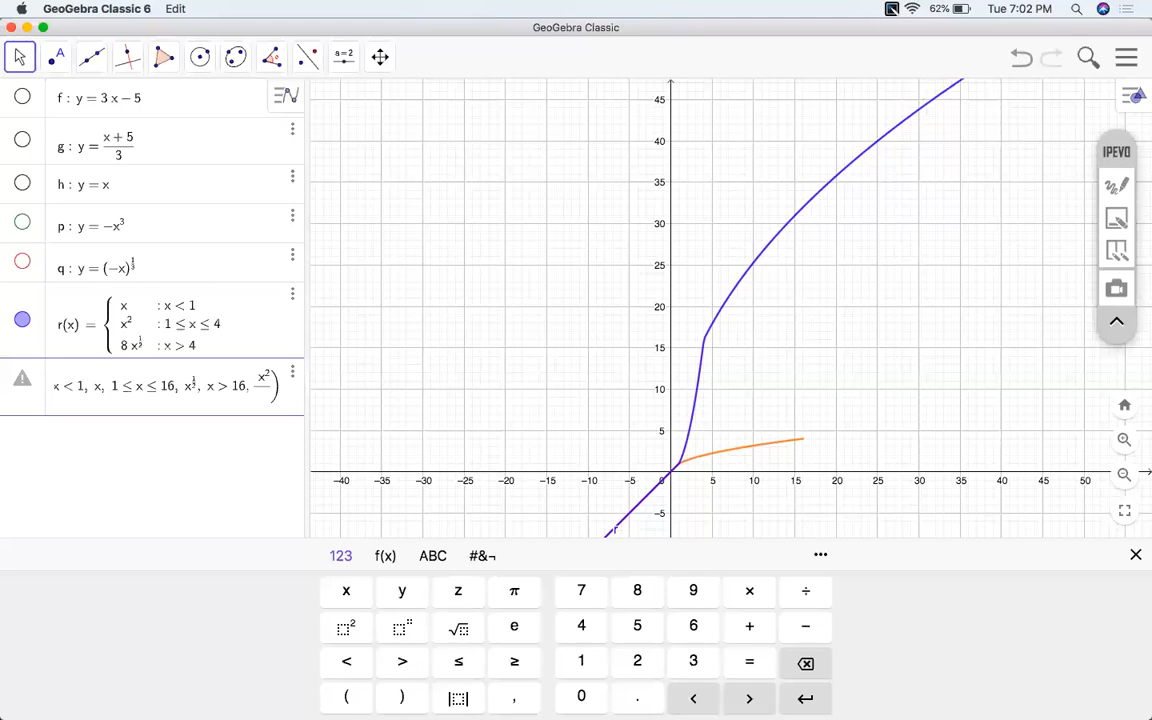 GeoGebra Classic 6 Edit 62% Tue 7:02 PM
GeoGebra Classic
A a=2
f : y = 3 x − 5
g : y = (x + 5)/3
h : y = x
p : y = −x³
q : y = (−x)^(1/3)
r(x) = { x : x < 1
x² : 1 ≤ x ≤ 4
8 x^(1/2) : x > 4
x < 1, x, 1 ≤ x ≤ 16, x^(1/2), x > 16, x²/ )
45
40
35
30
25
20
15
10
5
−40 −35 −30 −25 −20 −15 −10 −5 0 5 10 15 20 25 30 35 40 45 50
−5
r
IPEVO
123 f(x) ABC #&¬ •••
x y z π 7 8 9 × ÷
e 4 5 6 + −
< > ≤ ≥ 1 2 3 =
( ) , 0 . < >